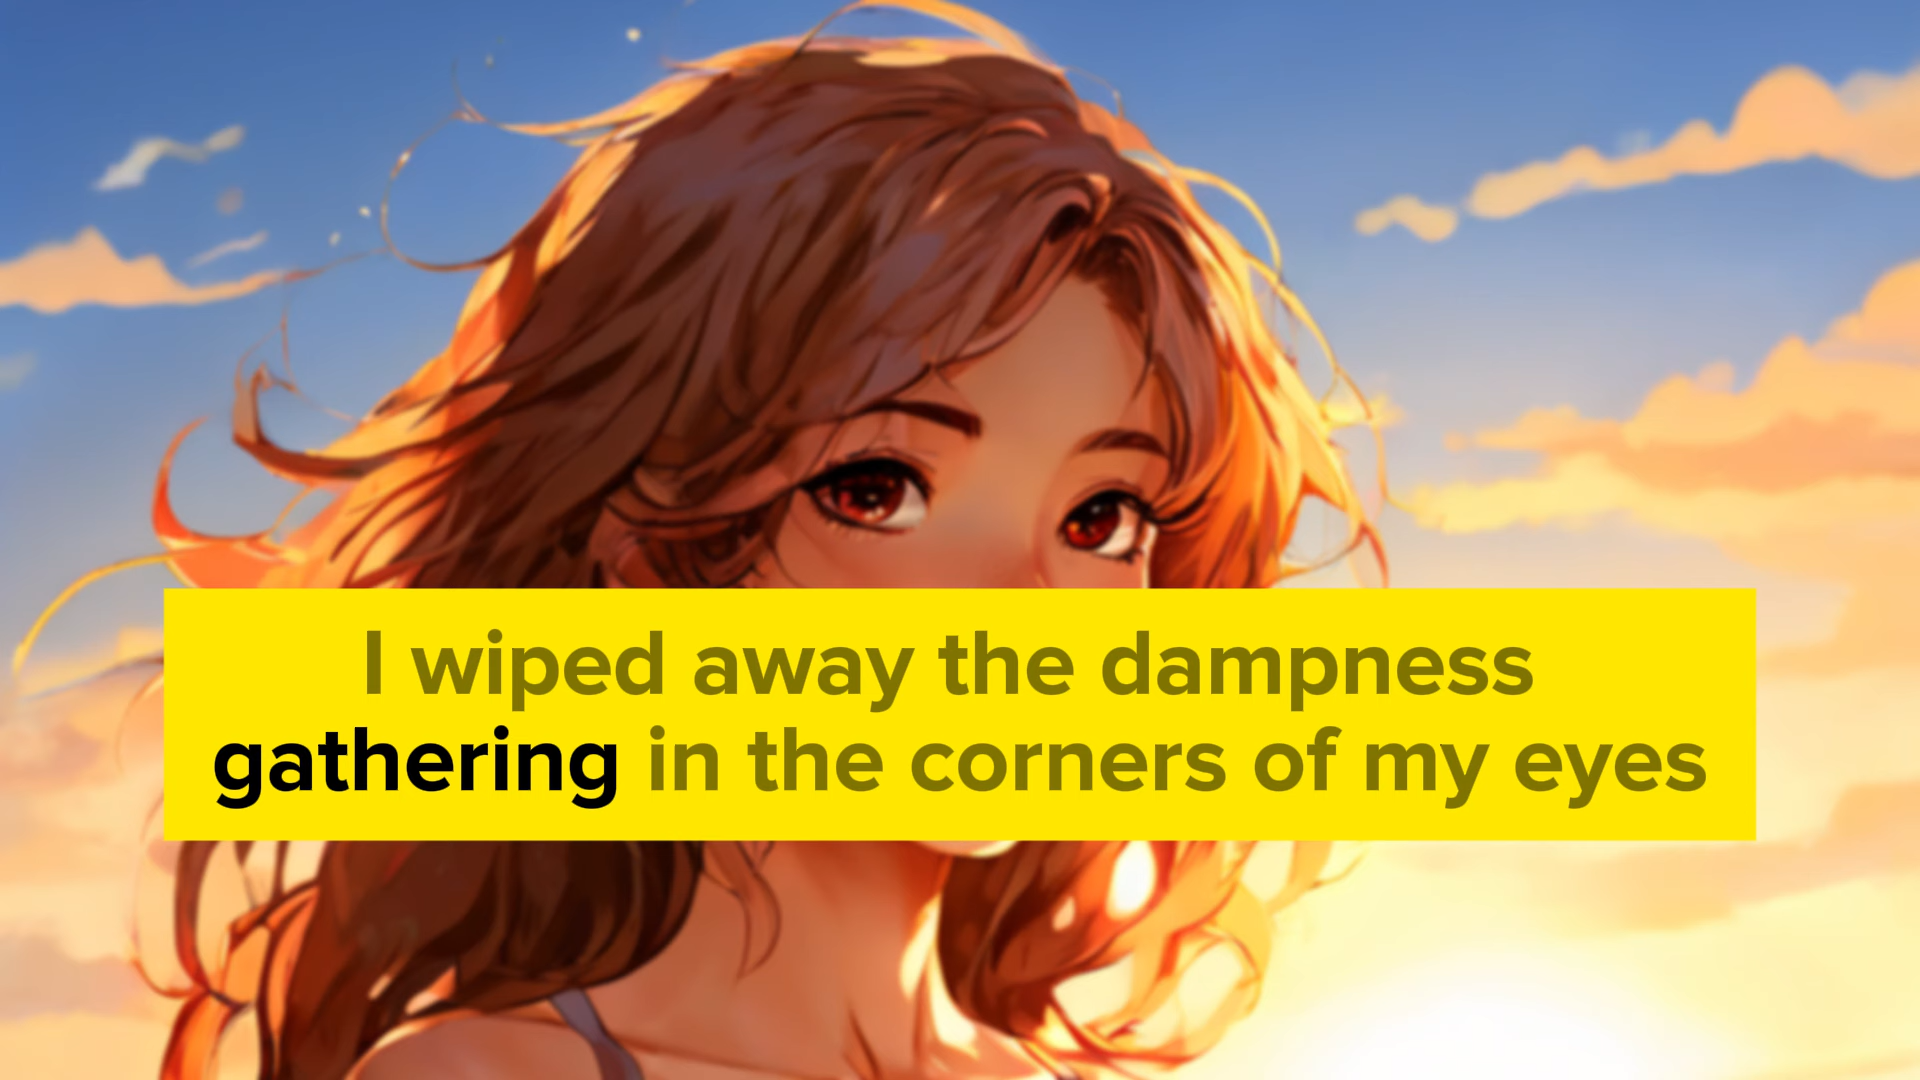 I wiped away the dampness
gathering in the corners of my eyes